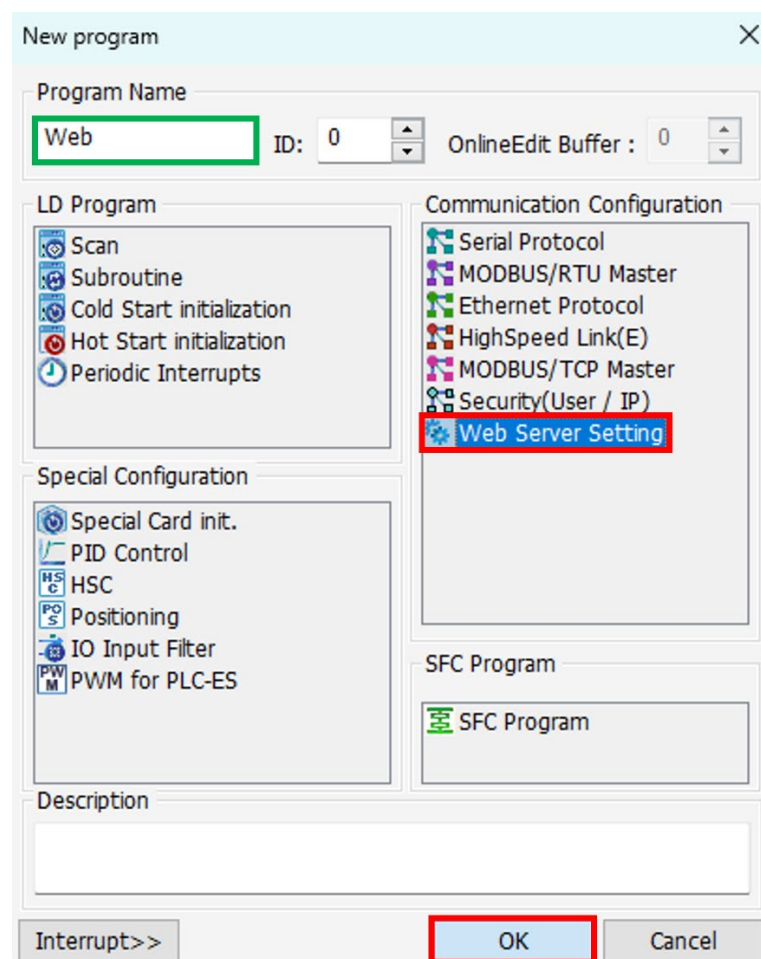 New program
Program Name
Web
ID: 0
OnlineEdit Buffer : 0
LD Program
Scan
Subroutine
Cold Start initialization
Hot Start initialization
Periodic Interrupts
Communication Configuration
Serial Protocol
MODBUS/RTU Master
Ethernet Protocol
HighSpeed Link(E)
MODBUS/TCP Master
Security(User / IP)
Web Server Setting
Special Configuration
Special Card init.
PID Control
HSC
HSC
POS
Positioning
IO Input Filter
PWM
PWM for PLC-ES
SFC Program
SFC Program
Description
Interrupt>>
OK
Cancel